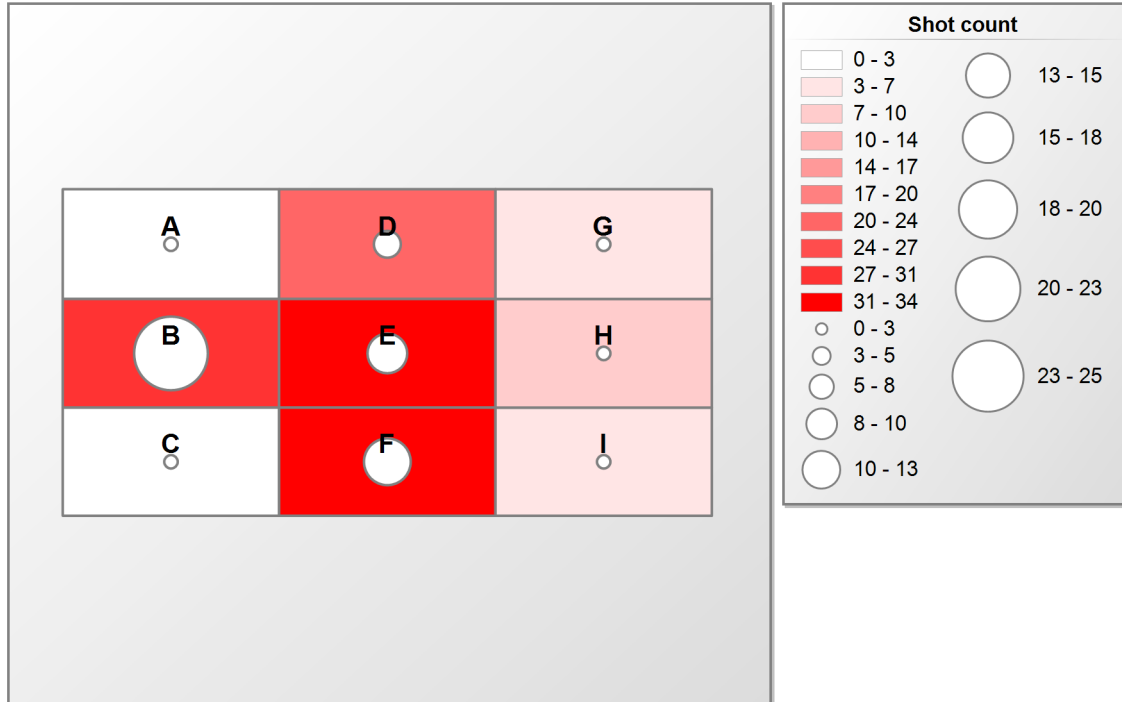 A
D
G
B
E
H
C
F
I
Shot count
0 - 3
3 - 7
7 - 10
10 - 14
14 - 17
17 - 20
20 - 24
24 - 27
27 - 31
31 - 34
0 - 3
3 - 5
5 - 8
8 - 10
10 - 13
13 - 15
15 - 18
18 - 20
20 - 23
23 - 25